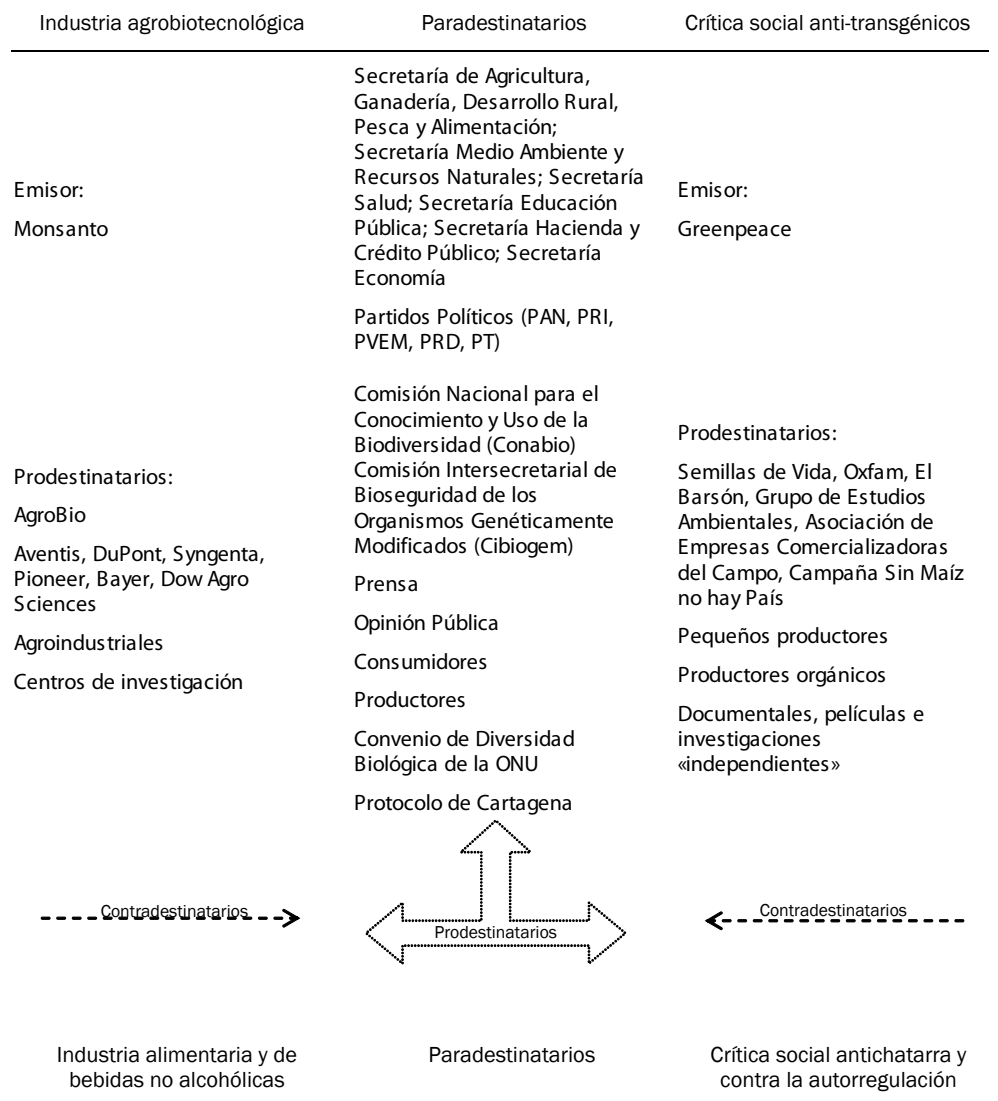 Industria agrobiotecnológica
Paradestinatarios
Crítica social anti-transgénicos
Emisor:
Monsanto
Prodestinatarios:
AgroBio
Aventis, DuPont, Syngenta,
Pioneer, Bayer, Dow Agro
Sciences
Agroindustriales
Centros de investigación
Secretaría de Agricultura,
Ganadería, Desarrollo Rural,
Pesca y Alimentación;
Secretaría Medio Ambiente y
Recursos Naturales; Secretaría
Salud; Secretaría Educación
Pública; Secretaría Hacienda y
Crédito Público; Secretaría
Economía
Partidos Políticos (PAN, PRI,
PVEM, PRD, PT)
Comisión Nacional para el
Conocimiento y Uso de la
Biodiversidad (Conabio)
Comisión Intersecretarial de
Bioseguridad de los
Organismos Genéticamente
Modificados (Cibiogem)
Prensa
Opinión Pública
Consumidores
Productores
Convenio de Diversidad
Biológica de la ONU
Protocolo de Cartagena
Emisor:
Greenpeace
Prodestinatarios:
Semillas de Vida, Oxfam, El
Barsón, Grupo de Estudios
Ambientales, Asociación de
Empresas Comercializadoras
del Campo, Campaña Sin Maíz
no hay País
Pequeños productores
Productores orgánicos
Documentales, películas e
investigaciones
«independientes»
Contradestinatarios
Prodestinatarios
Contradestinatarios
Industria alimentaria y de
bebidas no alcohólicas
Paradestinatarios
Crítica social antichatarra y
contra la autorregulación